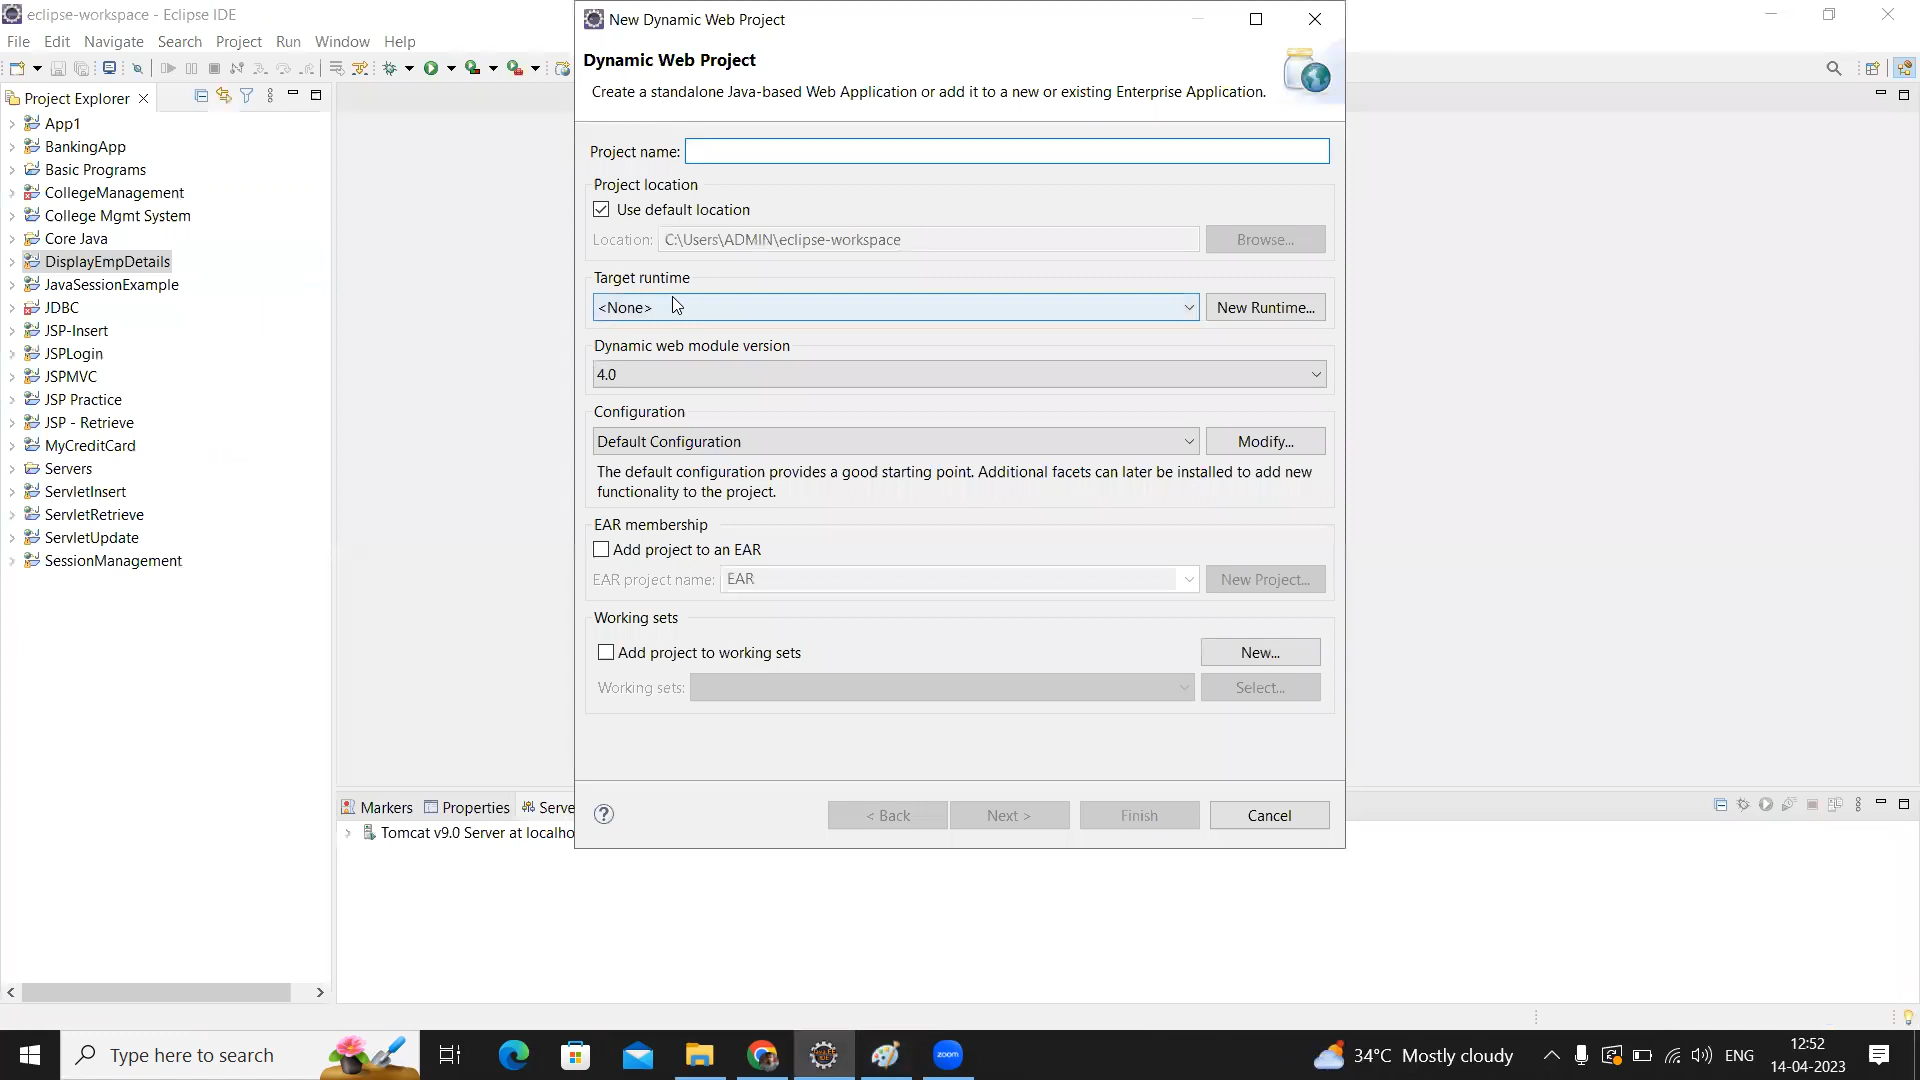 eclipse-workspace - Eclipse IDE
File Edit Navigate Search Project Run Window Help
Project Explorer
App1
BankingApp
Basic Programs
CollegeManagement
College Mgmt System
Core Java
DisplayEmpDetails
JavaSessionExample
JDBC
JSP-Insert
JSPLogin
JSPMVC
JSP Practice
JSP - Retrieve
MyCreditCard
Servers
ServletInsert
ServletRetrieve
ServletUpdate
SessionManagement
New Dynamic Web Project
Dynamic Web Project
Create a standalone Java-based Web Application or add it to a new or existing Enterprise Application.
Project name:
Project location
Use default location
Location: C:\Users\ADMIN\eclipse-workspace Browse...
Target runtime
<None> New Runtime...
Dynamic web module version
4.0
Configuration
Default Configuration Modify...
The default configuration provides a good starting point. Additional facets can later be installed to add new
functionality to the project.
EAR membership
Add project to an EAR
EAR project name: EAR New Project...
Working sets
Add project to working sets New...
Working sets: Select...
< Back Next > Finish Cancel
Markers Properties Serve
Tomcat v9.0 Server at localho
Type here to search
zoom
34°C Mostly cloudy
ENG
12:52
14-04-2023